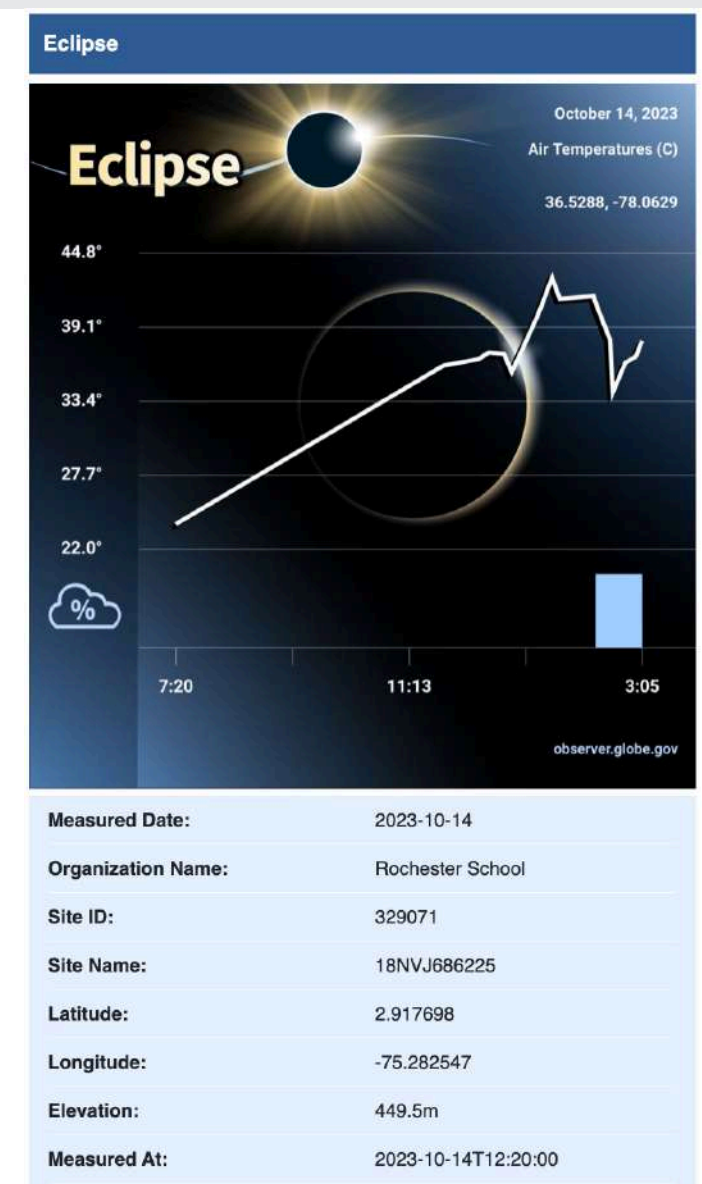 Eclipse
October 14, 2023
Eclipse
Air Temperatures (C)
36.5288, -78.0629
44.8°
39.1°
33.4°
27.7°
22.0°
%
7:20 11:13 3:05
observer.globe.gov
Measured Date: 2023-10-14
Organization Name: Rochester School
Site ID: 329071
Site Name: 18NVJ686225
Latitude: 2.917698
Longitude: -75.282547
Elevation: 449.5m
Measured At: 2023-10-14T12:20:00